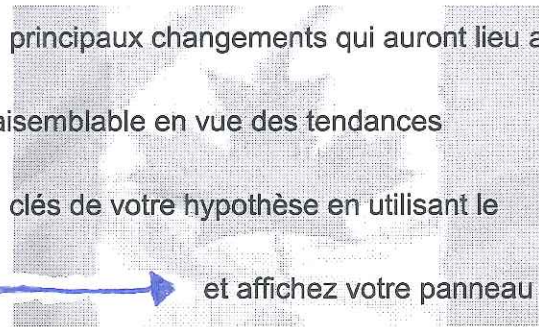 principaux changements qui auront lieu a
aisemblable en vue des tendances
clés de votre hypothèse en utilisant le
et affichez votre panneau